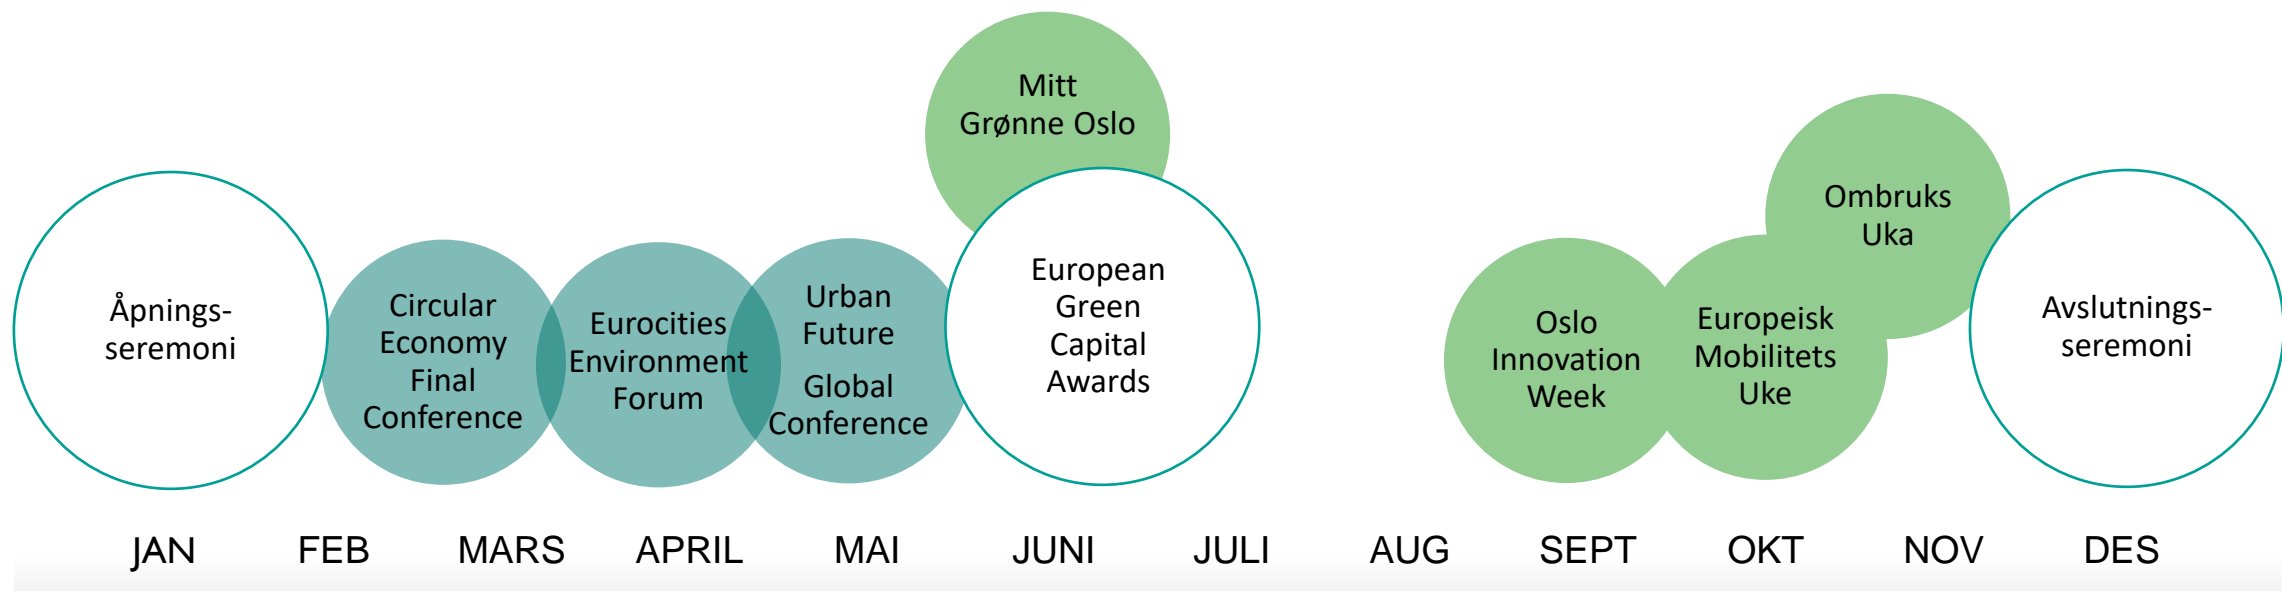 Åpnings-
seremoni
Circular
Economy
Final
Conference
Eurocities
Environment
Forum
Urban
Future
Global
Conference
Mitt
Grønne Oslo
European
Green
Capital
Awards
Oslo
Innovation
Week
Europeisk
Mobilitets
Uke
Ombruks
Uka
Avslutnings-
seremoni
JAN FEB MARS APRIL MAI JUNI JULI AUG SEPT OKT NOV DES